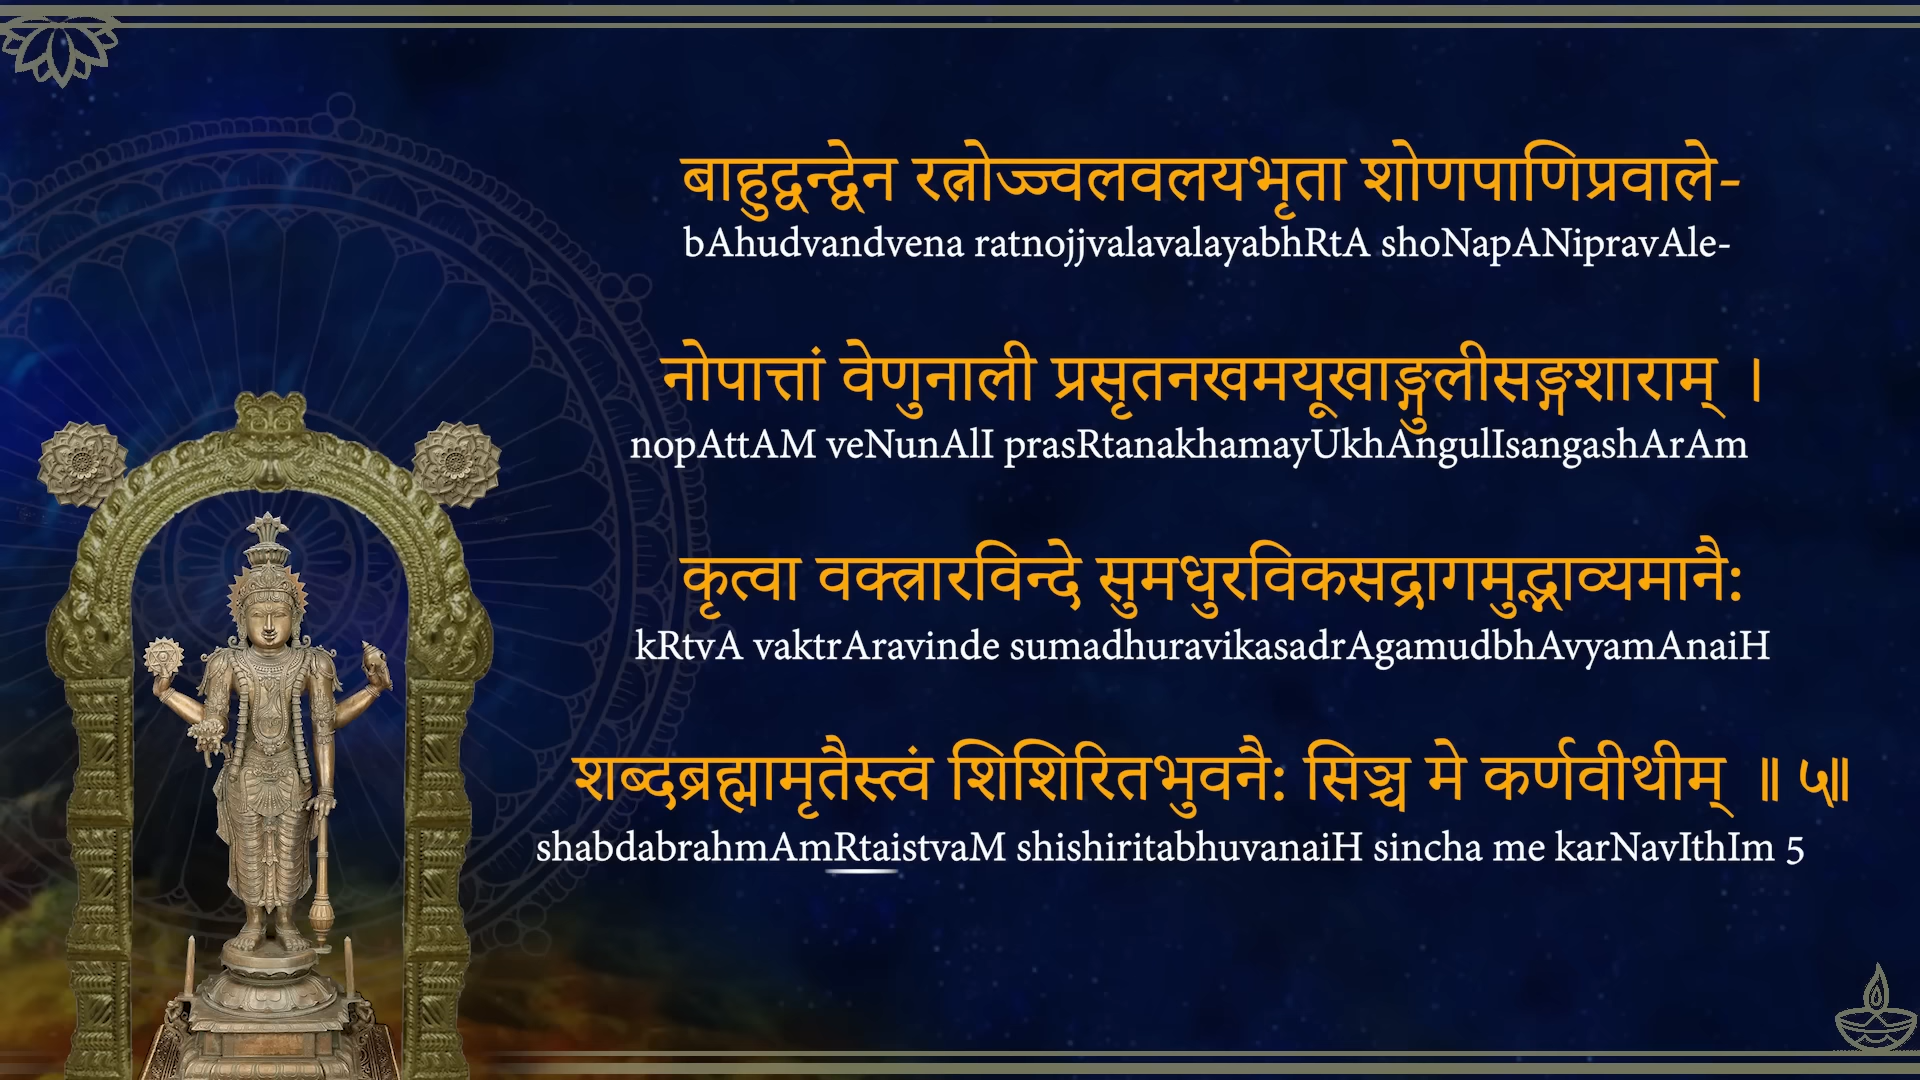 बाहुद्वन्द्वेन रत्नोज्ज्वलवलयभृता शोणपाणिप्रवाले-
bAhudvandvena ratnojjvalavalayabhRtA shoNapANipravAle-
नोपात्तां वेणुनाली प्रसृतनखमयूखाङ्गुलीसङ्गशाराम् ।
nopAttAM veNunAlI prasRtanakhamayUkhAngulIsangashArAm
कृत्वा वक्त्रारविन्दे सुमधुरविकसद्रागमुद्भाव्यमानै:
kRtvA vaktrAravinde sumadhuravikasadrAgamudbhAvyamAnaiH
शब्दब्रह्मामृतैस्त्वं शिशिरितभुवनै: सिञ्च मे कर्णवीथीम् ॥ ५॥
shabdabrahmAmRtaistvaM shishiritabhuvanaiH sincha me karNavIthIm 5